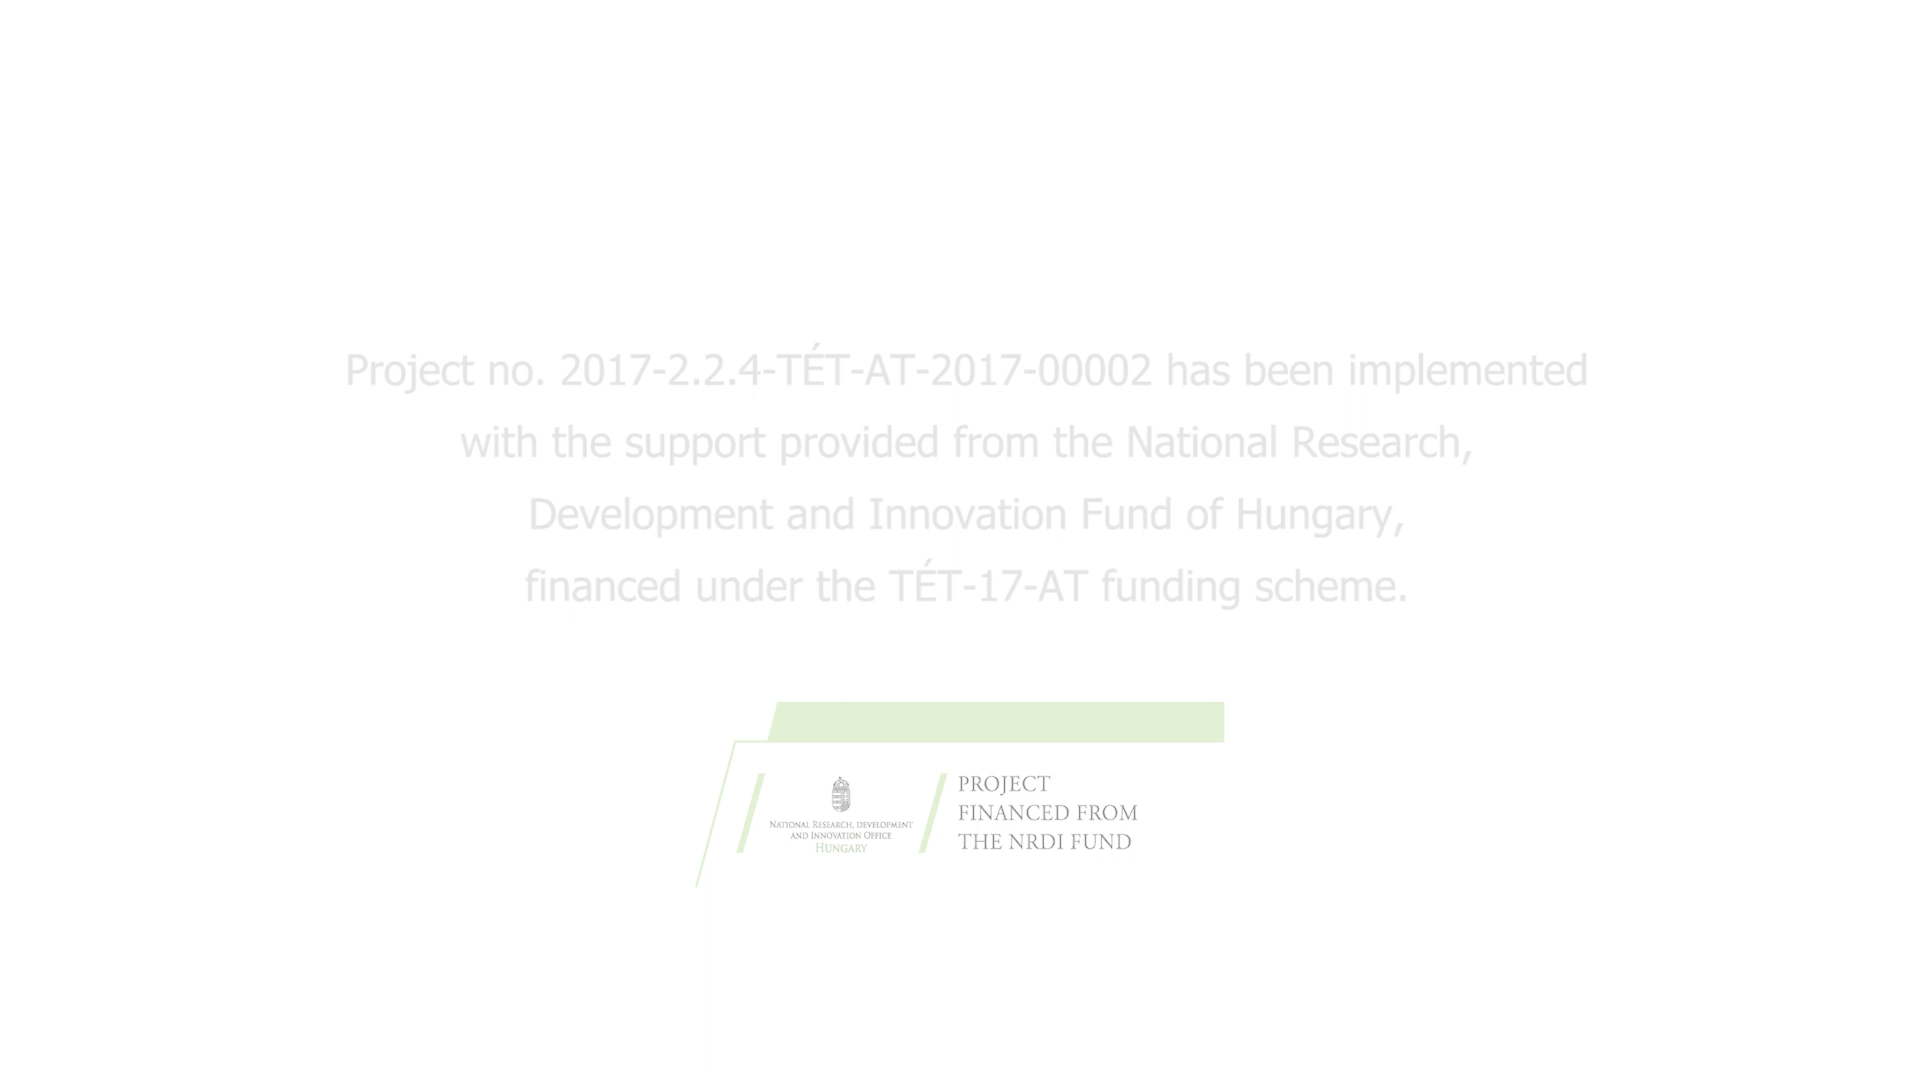 Project no. 2017-2.2.4-TÉT-AT-2017-00002 has been implemented
with the support provided from the National Research,
Development and Innovation Fund of Hungary,
financed under the TÉT-17-AT funding scheme.
NATIONAL RESEARCH, DEVELOPMENT
AND INNOVATION OFFICE
HUNGARY
PROJECT
FINANCED FROM
THE NRDI FUND